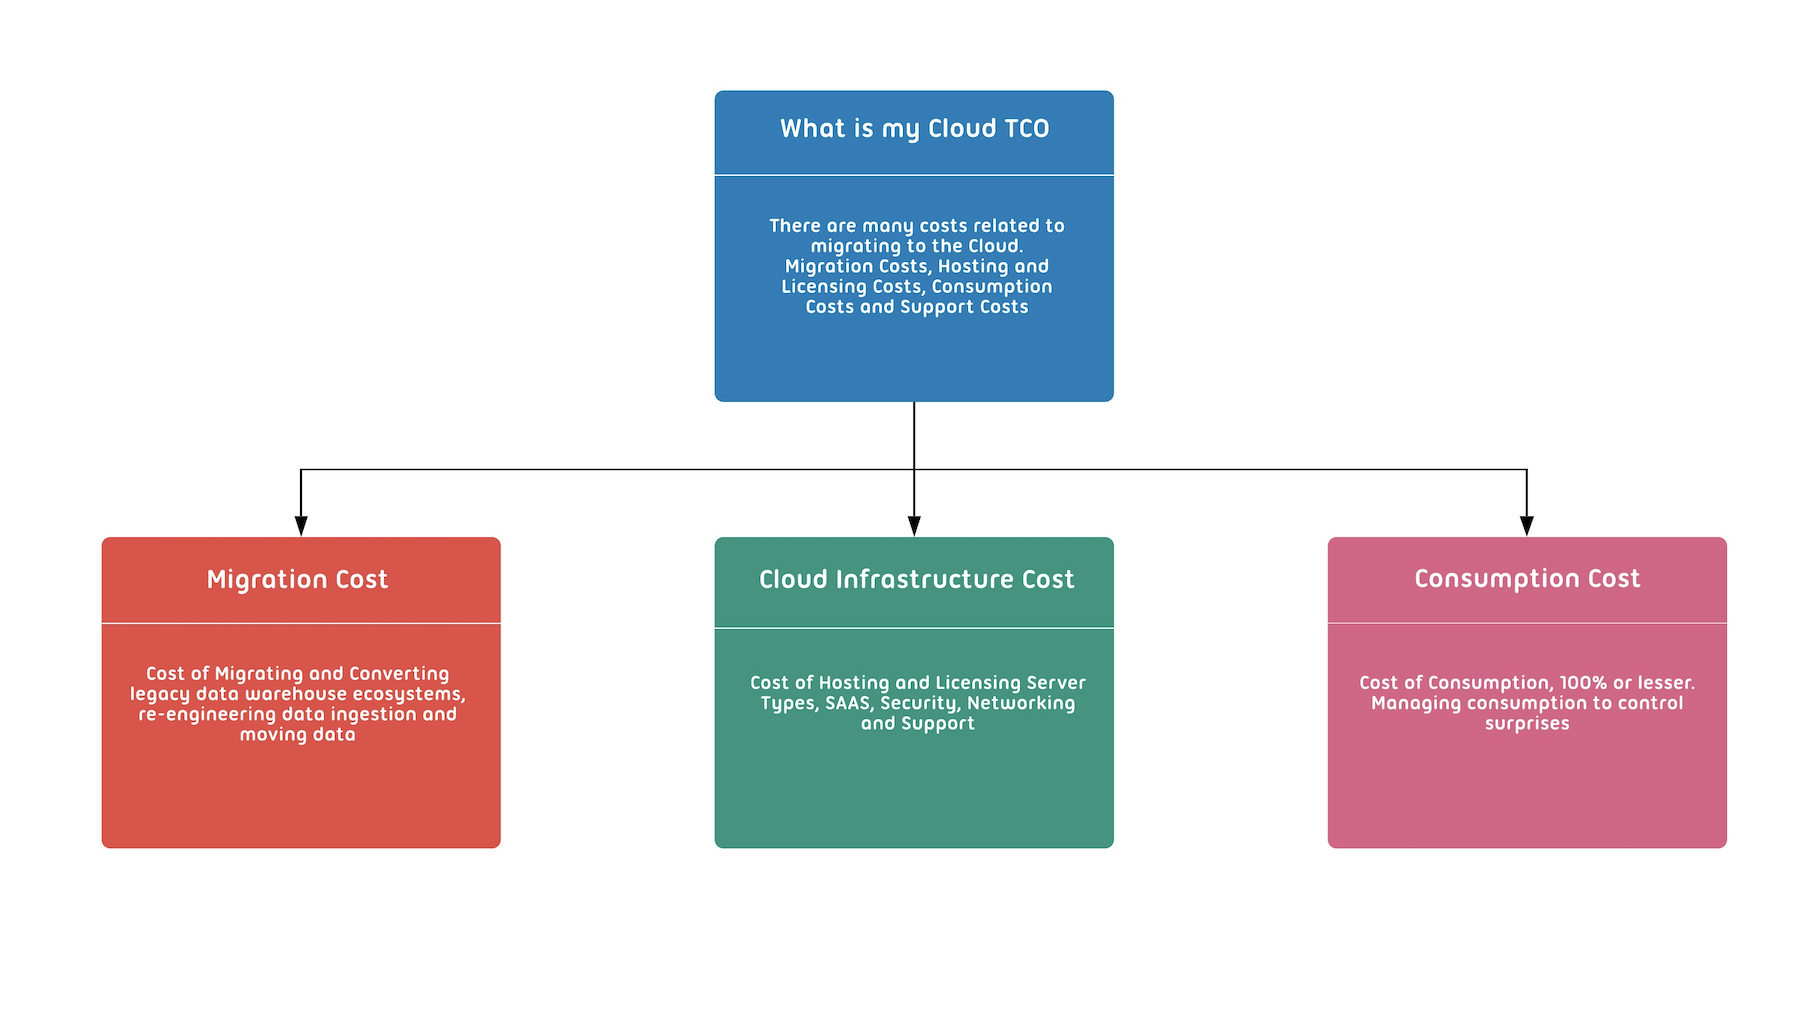 What is my Cloud TCO
There are many costs related to
migrating to the Cloud.
Migration Costs, Hosting and
Licensing Costs, Consumption
Costs and Support Costs
Migration Cost
Cost of Migrating and Converting
legacy data warehouse ecosystems,
re-engineering data ingestion and
moving data
Cloud Infrastructure Cost
Cost of Hosting and Licensing Server
Types, SAAS, Security, Networking
and Support
Consumption Cost
Cost of Consumption, 100% or lesser.
Managing consumption to control
surprises